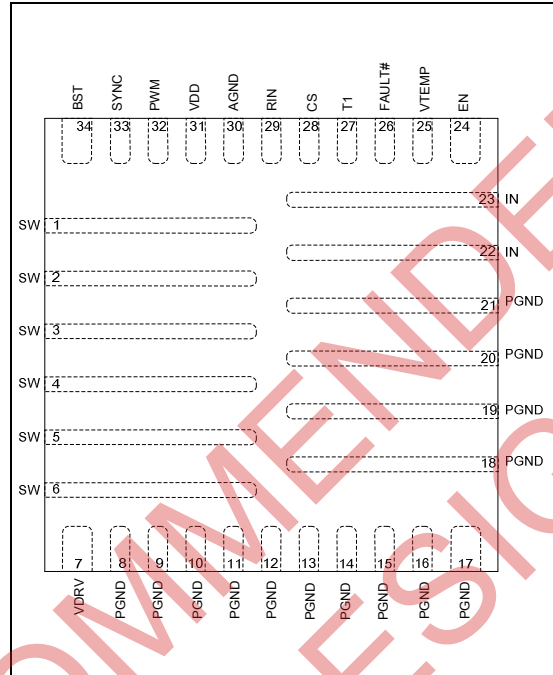 BST SYNC PWM VDD AGND RIN CS T1 FAULT# VTEMP EN
34 33 32 31 30 29 28 27 26 25 24
23 IN
SW 1
22 IN
SW 2
21 PGND
SW 3
20 PGND
SW 4
19 PGND
SW 5
18 PGND
SW 6
7 8 9 10 11 12 13 14 15 16 17
VDRV PGND PGND PGND PGND PGND PGND PGND PGND PGND PGND
OMMENDE
ESIG